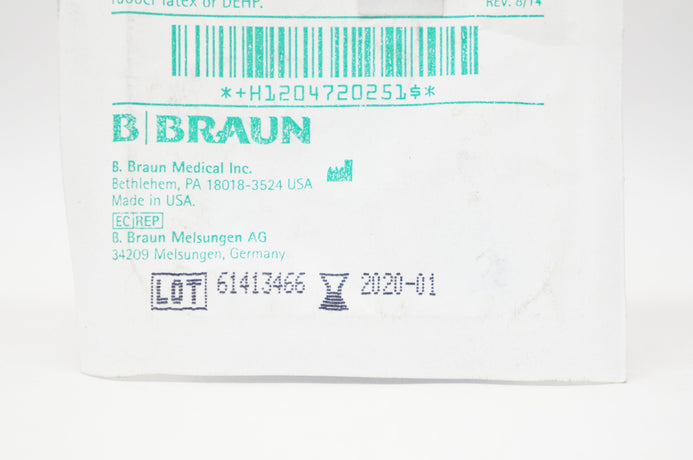 latex or DEHP.
REV. 8/14
*+H1204720251$*
B|BRAUN
B. Braun Medical Inc.
Bethlehem, PA 18018-3524 USA
Made in USA.
EC REP
B. Braun Melsungen AG
34209 Melsungen, Germany
LOT 61413466 2020-01